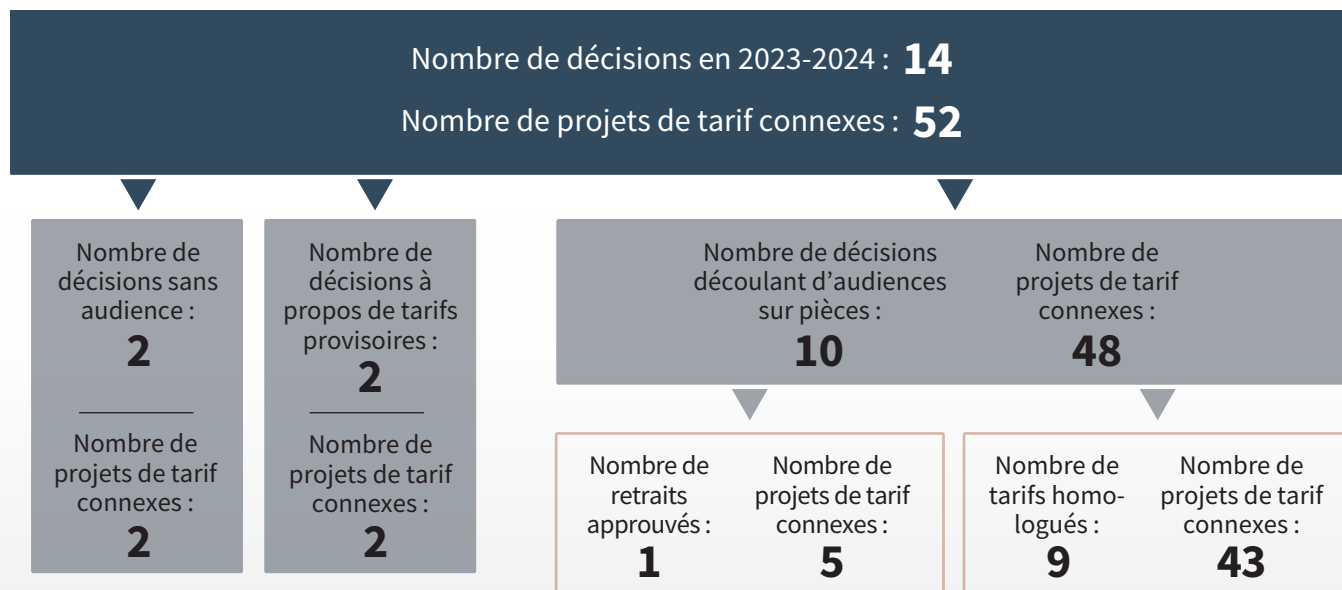 Nombre de décisions en 2023-2024 : 14
Nombre de projets de tarif connexes : 52
Nombre de
décisions sans
audience :
2
Nombre de
projets de tarif
connexes :
2
Nombre de
décisions à
propos de tarifs
provisoires :
2
Nombre de
projets de tarif
connexes :
2
Nombre de décisions
découlant d’audiences
sur pièces :
10
Nombre de
projets de tarif
connexes :
48
Nombre de
retraits
approuvés :
1
Nombre de
projets de tarif
connexes :
5
Nombre de
tarifs homo-
logués :
9
Nombre de
projets de tarif
connexes :
43